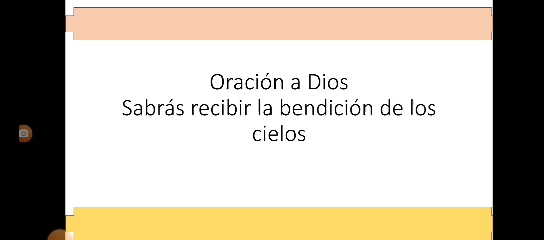 Oración a Dios
Sabrás recibir la bendición de los
cielos